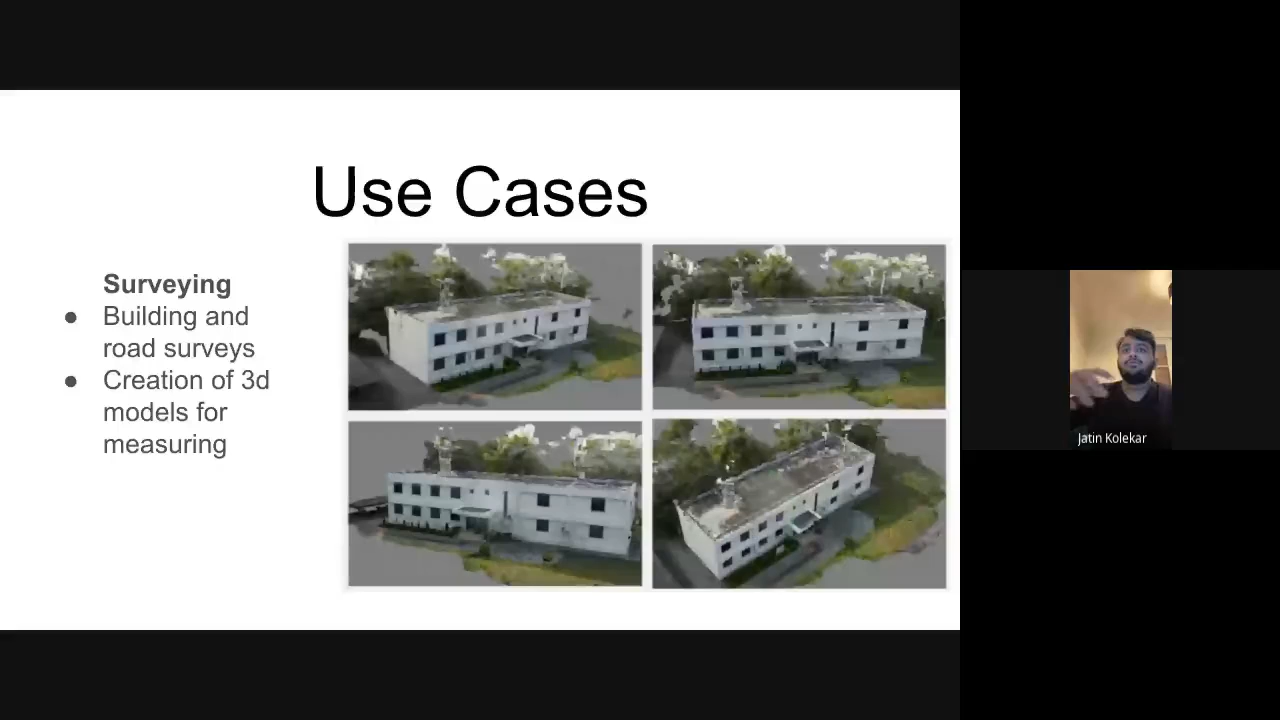 Use Cases
Surveying
● Building and
road surveys
● Creation of 3d
models for
measuring
Jatin Kolekar